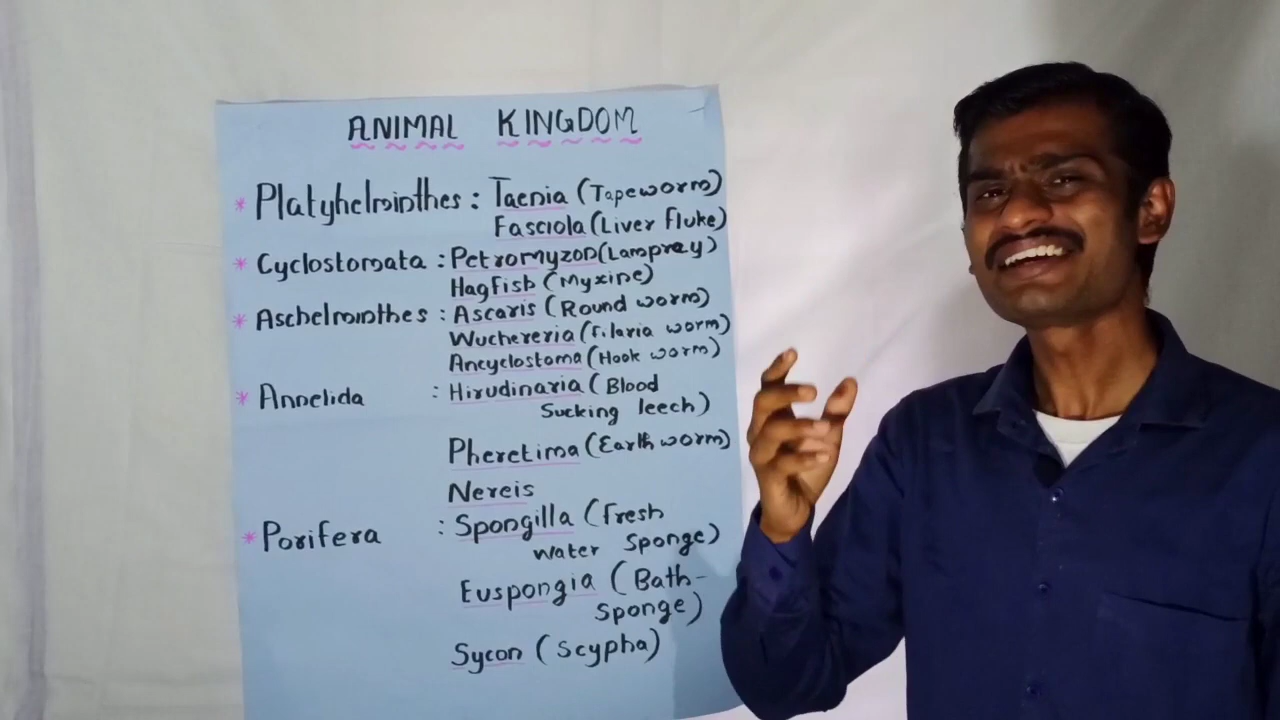 ANIMAL KINGDOM
* Platyhelminthes : Taenia (Tapeworm)
Fasciola (Liver fluke)
* Cyclostomata : Petromyzon (Lamprey)
Hagfish (Myxine)
* Aschelminthes : Ascaris (Round worm)
Wuchereria (filaria worm)
Ancyclostoma (Hook worm)
* Annelida : Hirudinaria (Blood
Sucking leech)
Pheretima (Earth worm)
Nereis
* Porifera : Spongilla (fresh
water sponge)
Euspongia (Bath-
sponge)
Sycon (Scypha)